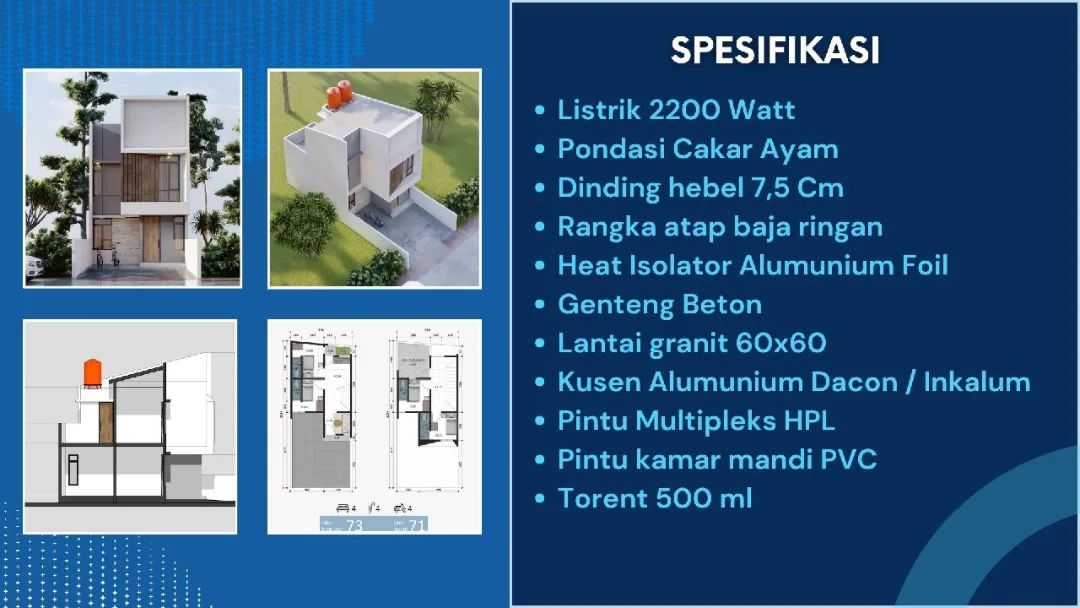 SPESIFIKASI
• Listrik 2200 Watt
• Pondasi Cakar Ayam
• Dinding hebel 7,5 Cm
• Rangka atap baja ringan
• Heat Isolator Alumunium Foil
• Genteng Beton
• Lantai granit 60x60
• Kusen Alumunium Dacon / Inkalum
• Pintu Multipleks HPL
• Pintu kamar mandi PVC
• Torent 500 ml
4 4 4
73 71